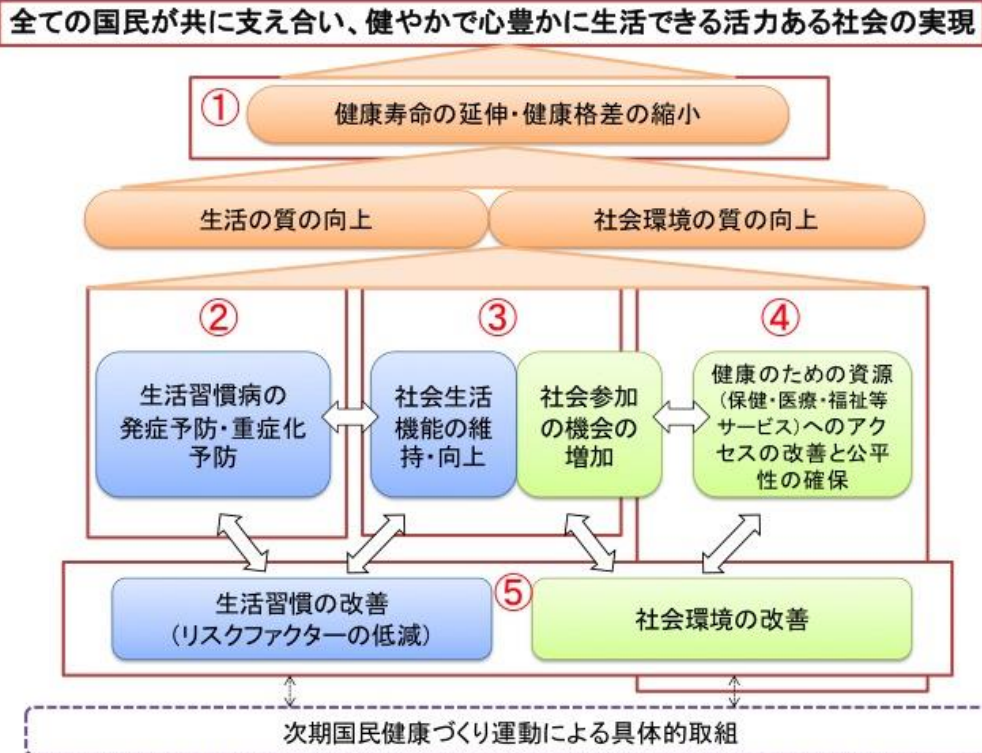 全ての国民が共に支え合い、健やかで心豊かに生活できる活力ある社会の実現
①
健康寿命の延伸・健康格差の縮小
生活の質の向上
社会環境の質の向上
②
生活習慣病の
発症予防・重症化
予防
③
社会生活
機能の維
持・向上
社会参加
の機会の
増加
④
健康のための資源
(保健・医療・福祉等
サービス)へのアク
セスの改善と公平
性の確保
⑤
生活習慣の改善
(リスクファクターの低減)
社会環境の改善
次期国民健康づくり運動による具体的取組